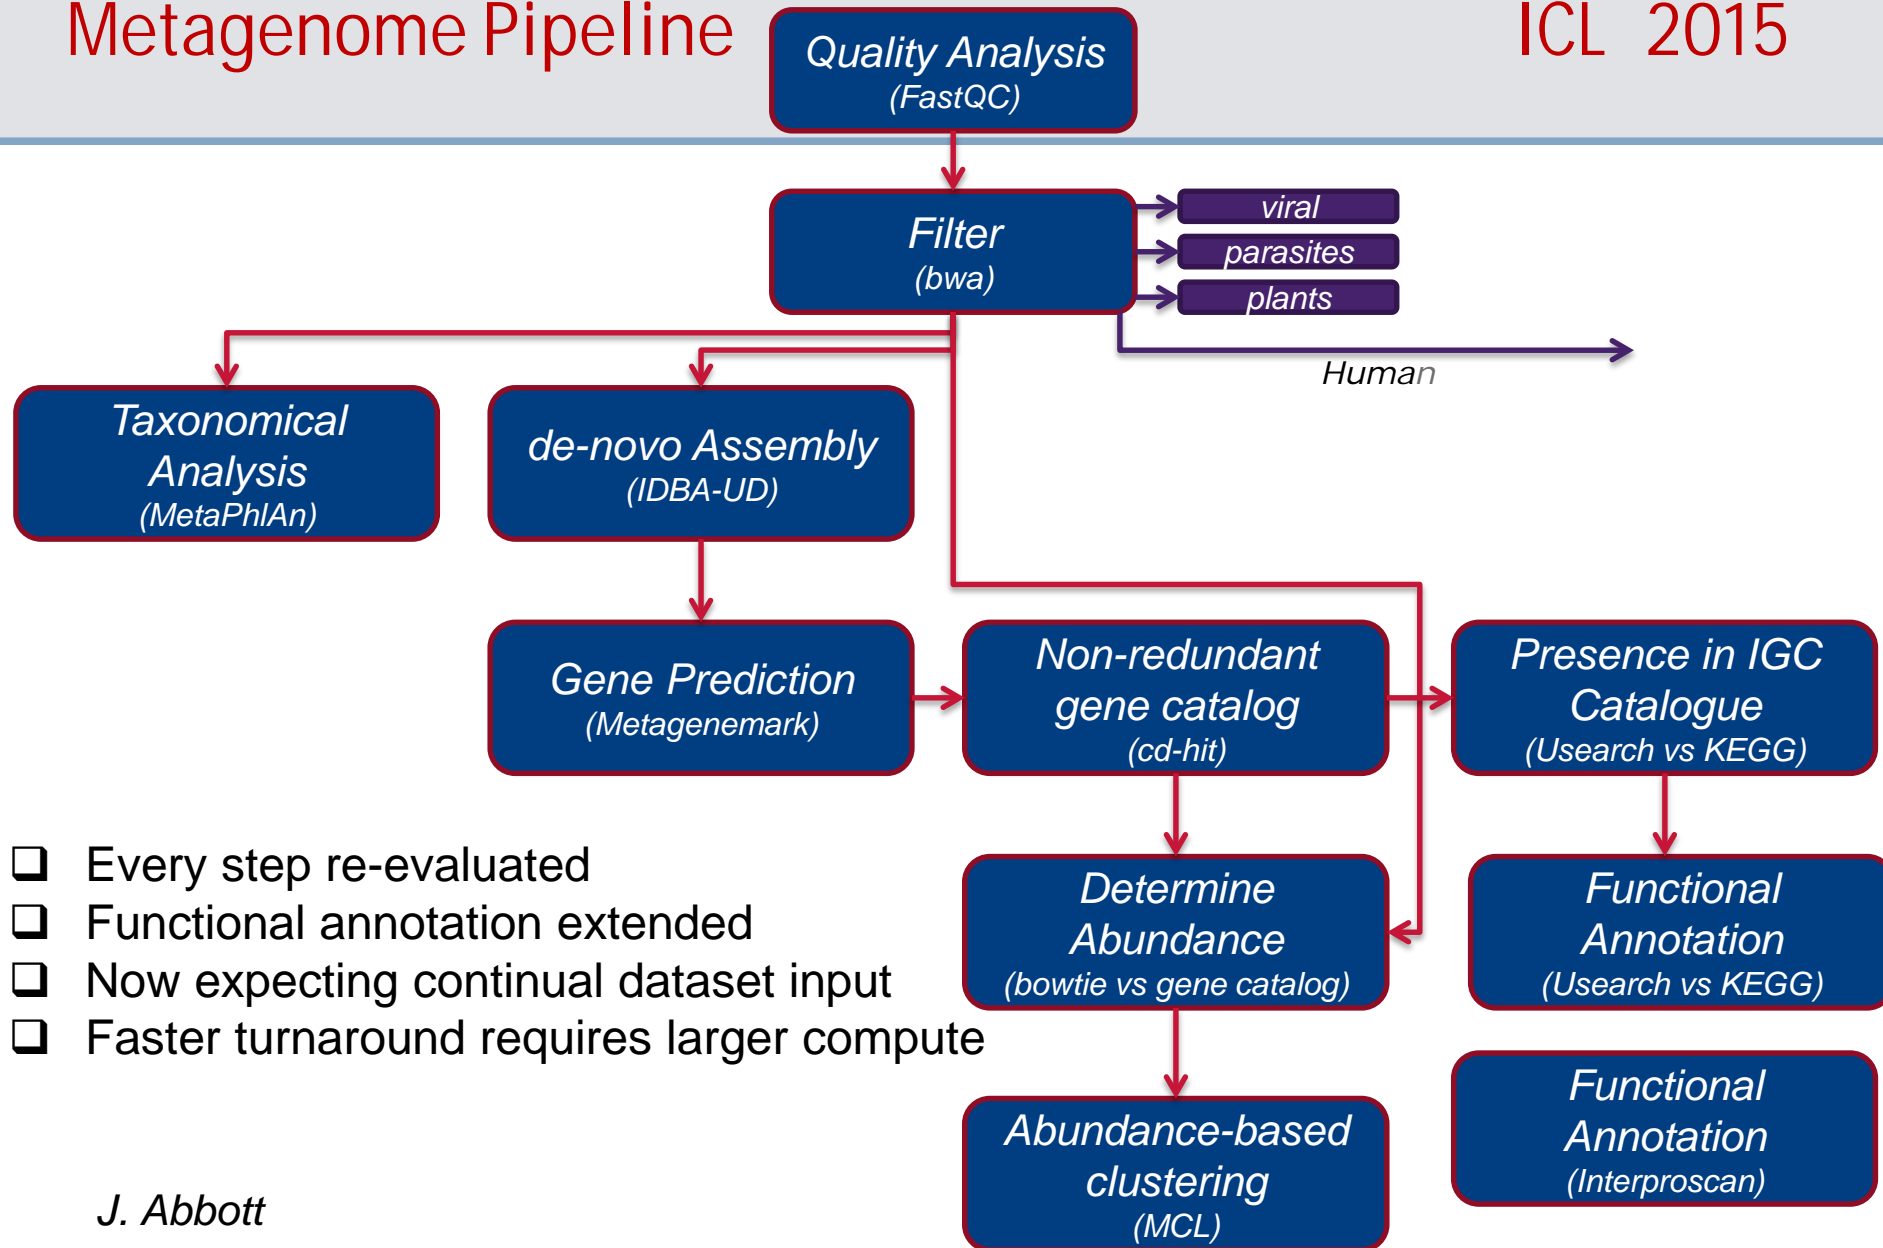 Metagenome Pipeline
ICL 2015
Quality Analysis
(FastQC)
Filter
(bwa)
viral
parasites
plants
Human
Taxonomical
Analysis
(MetaPhlAn)
de-novo Assembly
(IDBA-UD)
Gene Prediction
(Metagenemark)
Non-redundant
gene catalog
(cd-hit)
Presence in IGC
Catalogue
(Usearch vs KEGG)
Determine
Abundance
(bowtie vs gene catalog)
Functional
Annotation
(Usearch vs KEGG)
Abundance-based
clustering
(MCL)
Functional
Annotation
(Interproscan)
❑ Every step re-evaluated
❑ Functional annotation extended
❑ Now expecting continual dataset input
❑ Faster turnaround requires larger compute
J. Abbott